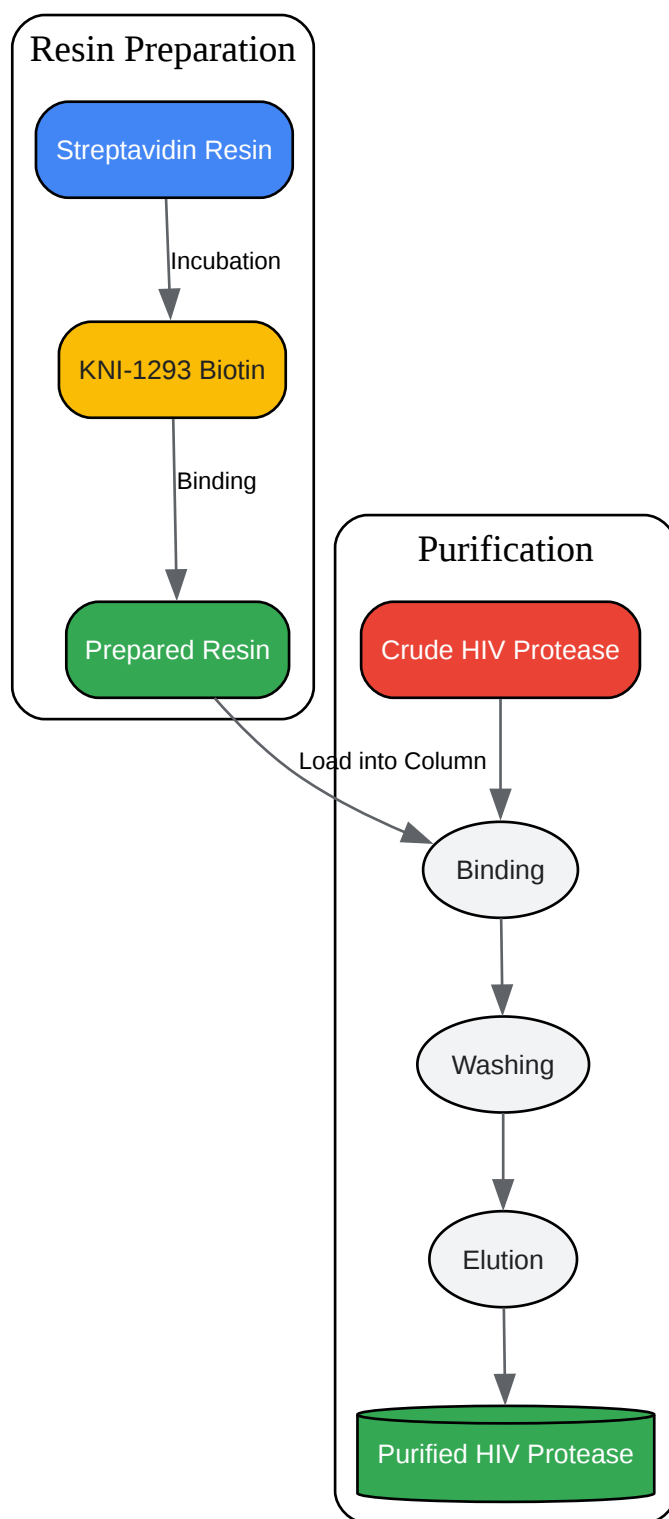 Resin Preparation
Streptavidin Resin
Incubation
KNI-1293 Biotin
Binding
Prepared Resin
Purification
Crude HIV Protease
Load into Column
Binding
Washing
Elution
Purified HIV Protease